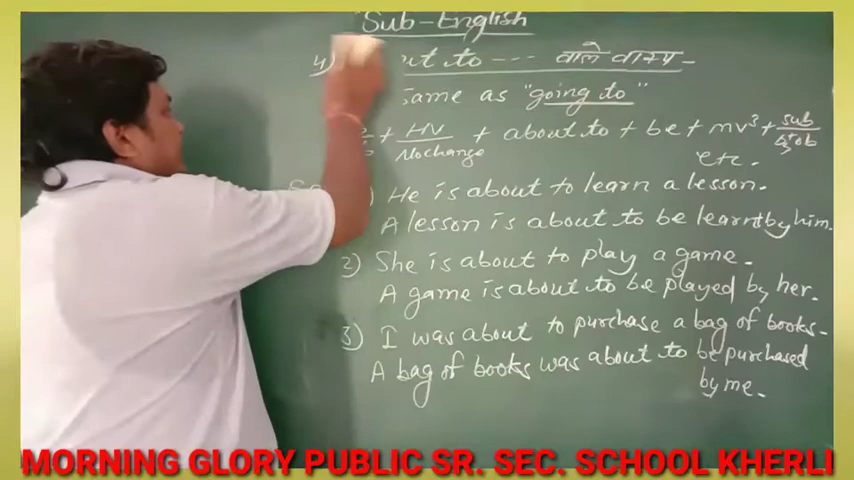 Sub-English
4) ut to --- वाले वाक्य -
same as "going to"
+ HV + about to + be + mv³ + sub
No change etc.
1) He is about to learn a lesson.
A lesson is about to be learnt by him.
2) She is about to play a game.
A game is about to be played by her.
3) I was about to purchase a bag of books.
A bag of books was about to be purchased
by me.
MORNING GLORY PUBLIC SR. SEC. SCHOOL KHERLI